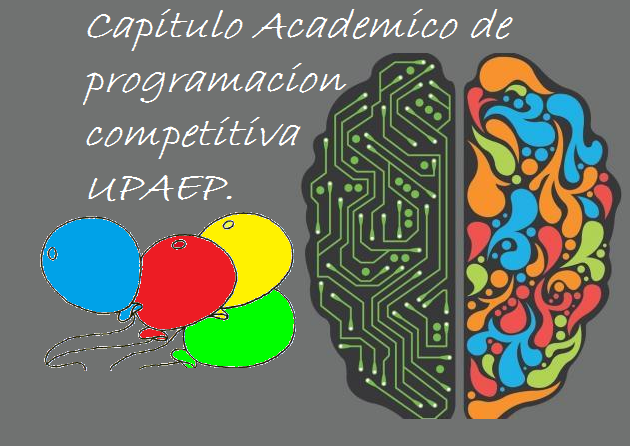 Capitulo Academico de
programacion
competitiva
UPAEP.